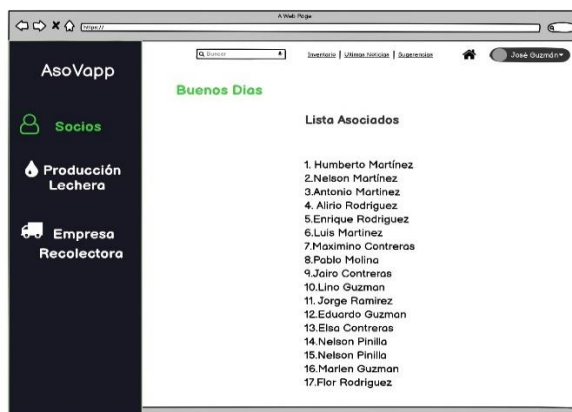 A Web Page
https://
Buscar
Inventario | Ultimas Noticias | Sugerencias
José Guzmán
AsoVapp
Buenos Dias
Socios
Producción
Lechera
Empresa
Recolectora
Lista Asociados
1. Humberto Martínez
2.Nelson Martínez
3.Antonio Martinez
4. Alirio Rodriguez
5.Enrique Rodriguez
6.Luis Martinez
7.Maximino Contreras
8.Pablo Molina
9.Jairo Contreras
10.Lino Guzman
11. Jorge Ramirez
12.Eduardo Guzman
13.Elsa Contreras
14.Nelson Pinilla
15.Nelson Pinilla
16.Marlen Guzman
17.Flor Rodriguez